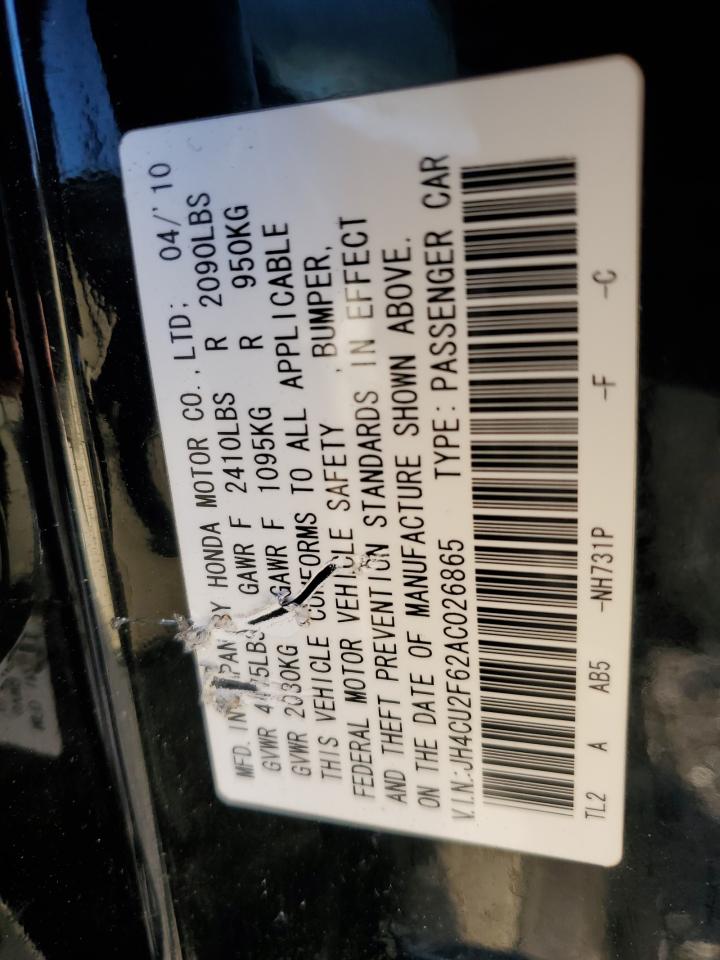 MFD. IN PAN BY HONDA MOTOR CO., LTD; 04/'10
GVWR LBS GAWR F 2410LBS R 2090LBS
GVWR 2030KG GAWR F 1095KG R 950KG
THIS VEHICLE CONFORMS TO ALL APPLICABLE
FEDERAL MOTOR VEHICLE SAFETY , BUMPER,
AND THEFT PREVENTION STANDARDS IN EFFECT
ON THE DATE OF MANUFACTURE SHOWN ABOVE.
V.I.N.:JH4CU2F62AC026865 TYPE: PASSENGER CAR
TL2 A AB5 -NH731P -F -C